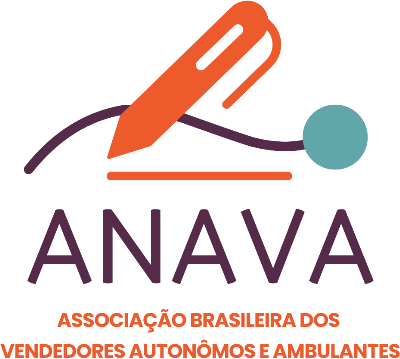 ANAVA
ASSOCIAÇÃO BRASILEIRA DOS
VENDEDORES AUTONÔMOS E AMBULANTES